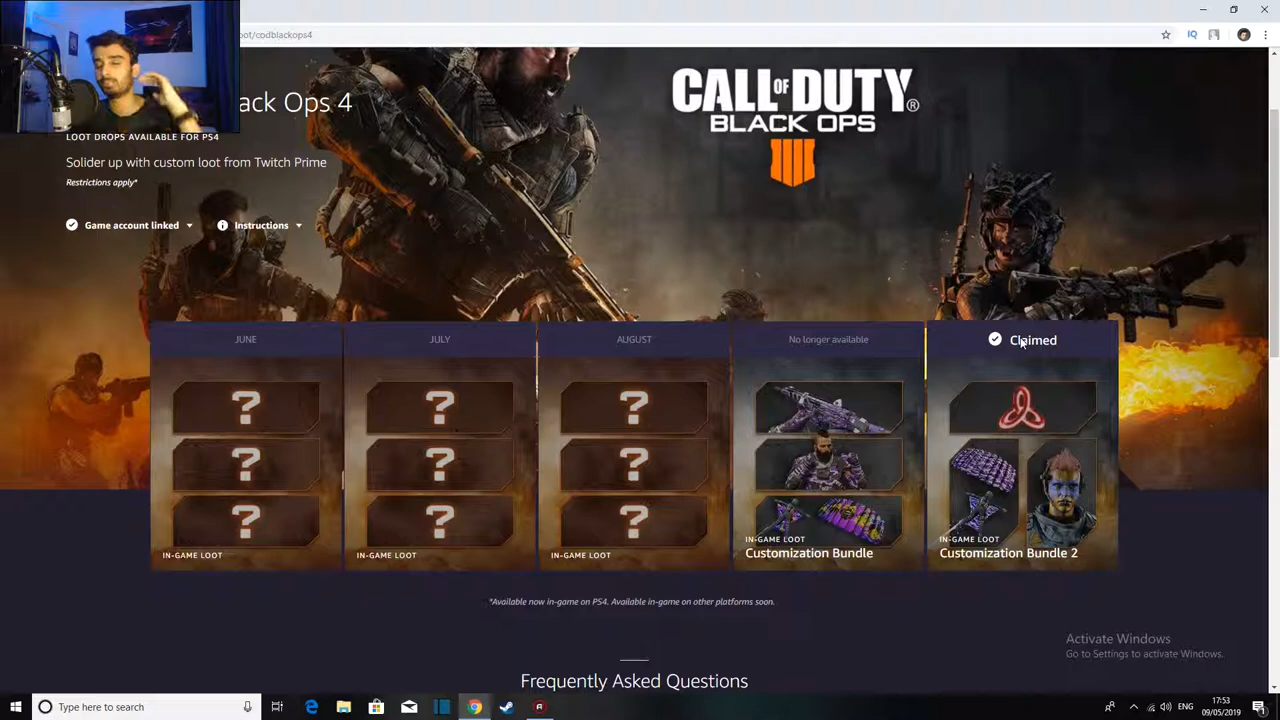 oot/codblackops4
IQ
ack Ops 4
LOOT DROPS AVAILABLE FOR PS4
Solider up with custom loot from Twitch Prime
Restrictions apply*
Game account linked
Instructions
CALL OF DUTY®
BLACK OPS
IIII
JUNE
JULY
AUGUST
No longer available
Claimed
?
?
?
?
?
?
?
?
?
IN-GAME LOOT
IN-GAME LOOT
IN-GAME LOOT
IN-GAME LOOT
Customization Bundle
IN-GAME LOOT
Customization Bundle 2
*Available now in-game on PS4. Available in-game on other platforms soon.
Frequently Asked Questions
Activate Windows
Go to Settings to activate Windows.
Type here to search
ENG
17:53
09/05/2019